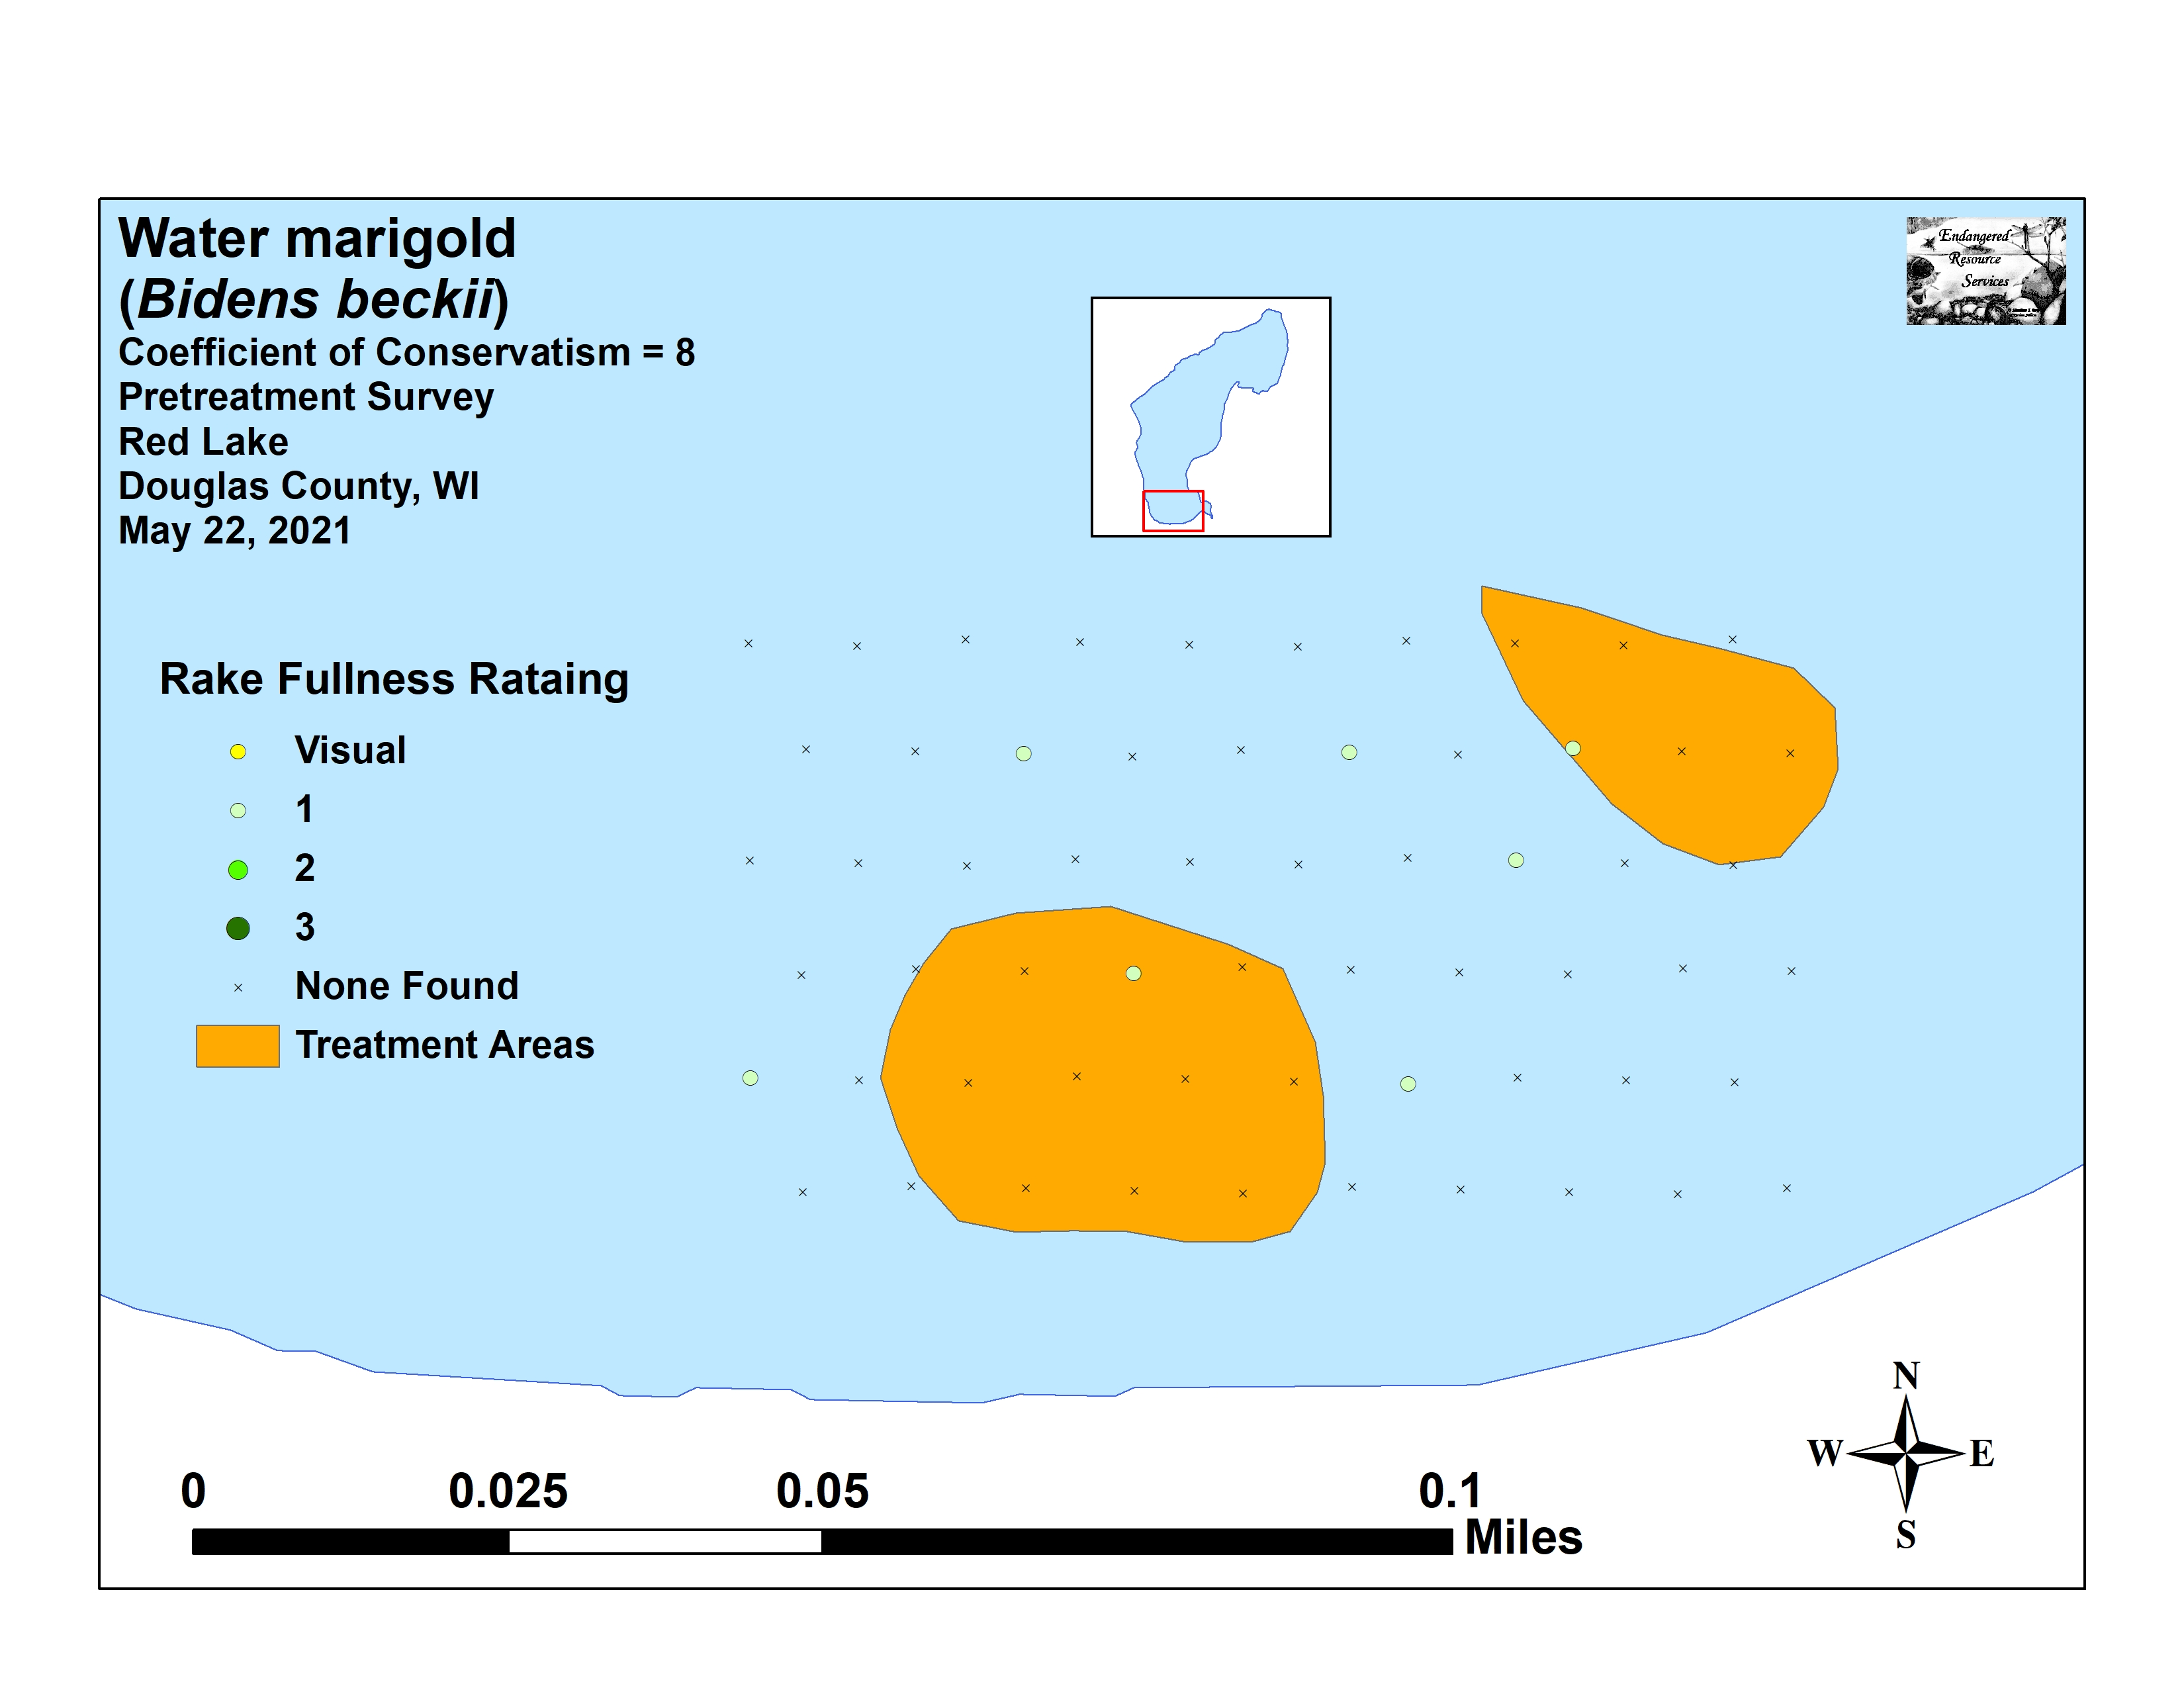 Water marigold
(Bidens beckii)
Coefficient of Conservatism = 8
Pretreatment Survey
Red Lake
Douglas County, WI
May 22, 2021
Endangered
Resource
Services
Rake Fullness Rataing
Visual
1
2
3
None Found
Treatment Areas
N
W E
S
0 0.025 0.05 0.1
Miles